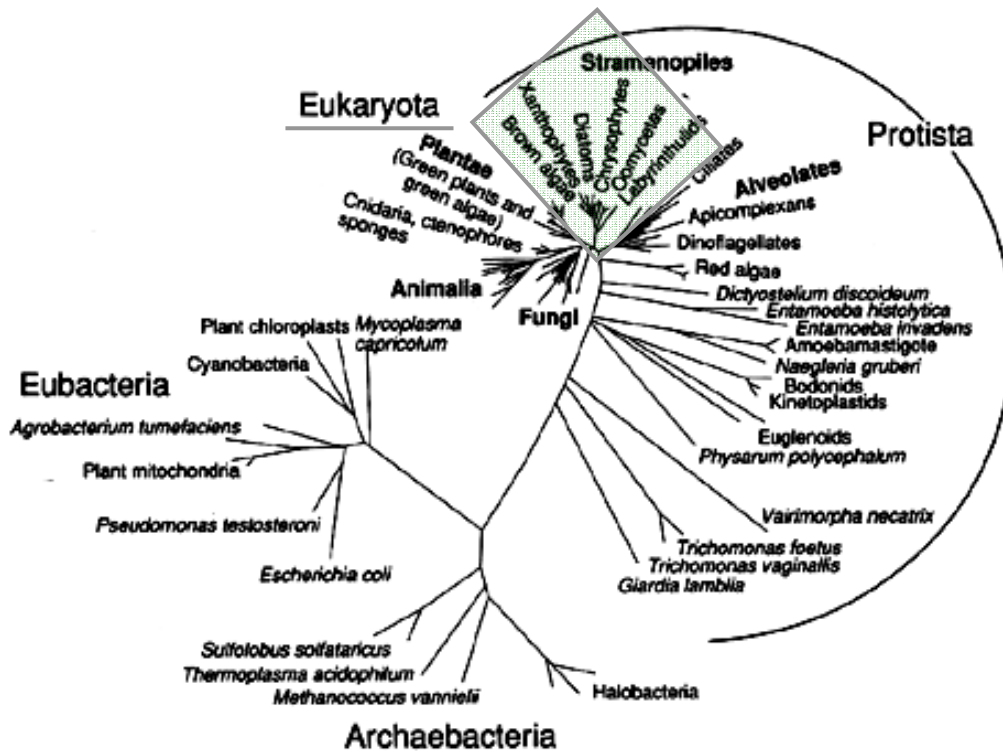 Stramenopiles
Eukaryota
Xanthophytes
Brown algae
Diatoms
Chrysophytes
Oomycetes
Labyrinthulids
Ciliates
Protista
Plantae
(Green plants and
green algae)
Alveolates
Cnidaria, ctenophores
sponges
Apicomplexans
Dinoflagellates
Red algae
Animalia
Fungi
Dictyostelium discoideum
Entamoeba histolytica
Entamoeba invadens
Amoebamastigote
Naegleria gruberi
Bodonids
Kinetoplastids
Euglenoids
Physarum polycephalum
Vairimorpha necatrix
Trichomonas foetus
Trichomonas vaginallis
Giardia lamblia
Plant chloroplasts
Mycoplasma
capricolum
Cyanobacteria
Eubacteria
Agrobacterium tumefaciens
Plant mitochondria
Pseudomonas testosteroni
Escherichia coli
Sulfolobus solfataricus
Thermoplasma acidophilum
Methanococcus vannielii
Halobacteria
Archaebacteria